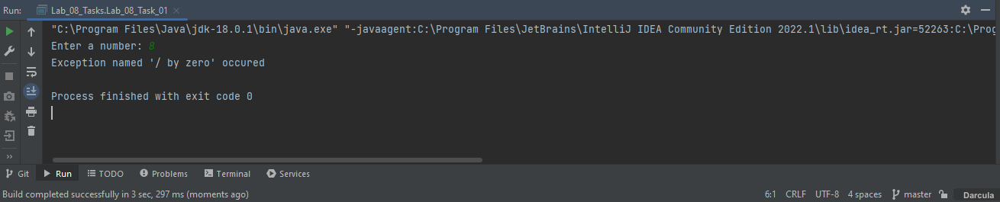 Run: Lab_08_Tasks.Lab_08_Task_01
"C:\Program Files\Java\jdk-18.0.1\bin\java.exe" "-javaagent:C:\Program Files\JetBrains\IntelliJ IDEA Community Edition 2022.1\lib\idea_rt.jar=52263:C:\Prog
Enter a number: 8
Exception named '/ by zero' occured
Process finished with exit code 0
Git Run TODO Problems Terminal Services
Build completed successfully in 3 sec, 297 ms (moments ago) 6:1 CRLF UTF-8 4 spaces master Darcula